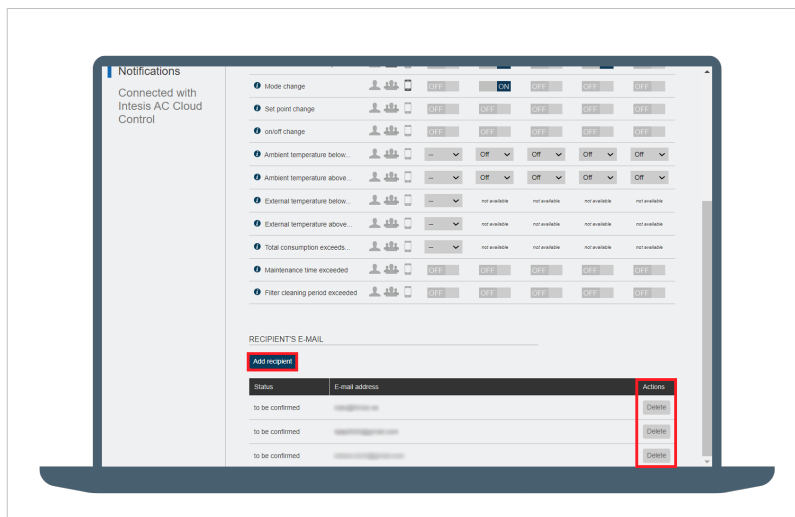 Notifications
Connected with
Intesis AC Cloud
Control
Mode change OFF ON OFF OFF OFF
Set point change OFF OFF OFF OFF OFF
on/off change OFF OFF OFF OFF OFF
Ambient temperature below... -- Off Off Off Off
Ambient temperature above... -- Off Off Off Off
External temperature below... -- not available not available not available not available
External temperature above... -- not available not available not available not available
Total consumption exceeds... -- not available not available not available not available
Maintenance time exceeded OFF OFF OFF OFF OFF
Filter cleaning period exceeded OFF OFF OFF OFF OFF
RECIPIENT'S E-MAIL
Add recipient
Status E-mail address Actions
to be confirmed Delete
to be confirmed Delete
to be confirmed Delete